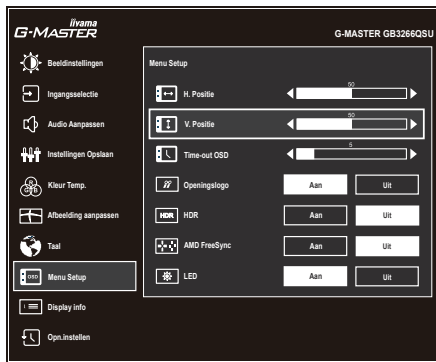 iiyama
G-MASTER
G-MASTER GB3266QSU
Beeldinstellingen
Ingangsselectie
Audio Aanpassen
Instellingen Opslaan
R
G B
Kleur Temp.
Afbeelding aanpassen
Taal
OSD
Menu Setup
i
Display info
Opn.instellen
Menu Setup
H. Positie
50
V. Positie
50
Time-out OSD
5
Openingslogo
Aan
Uit
HDR
HDR
Aan
Uit
AMD FreeSync
Aan
Uit
LED
Aan
Uit